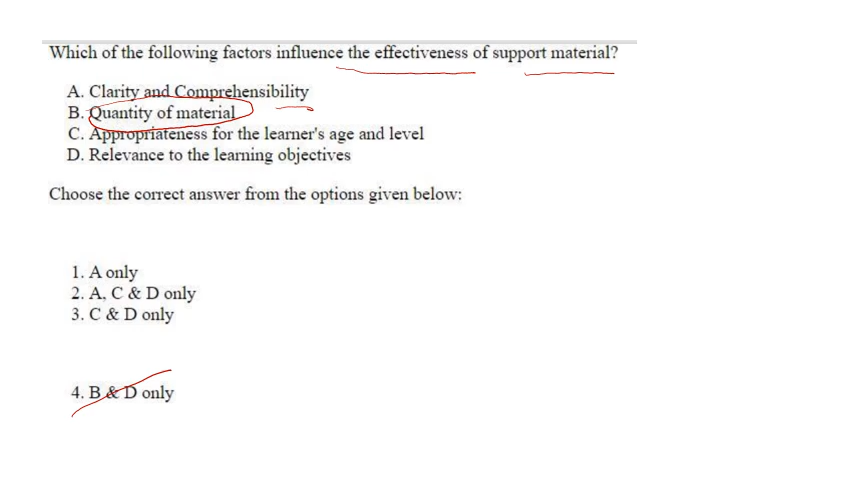 Which of the following factors influence the effectiveness of support material?
A. Clarity and Comprehensibility
B. Quantity of material
C. Appropriateness for the learner's age and level
D. Relevance to the learning objectives
Choose the correct answer from the options given below:
1. A only
2. A, C & D only
3. C & D only
4. B & D only